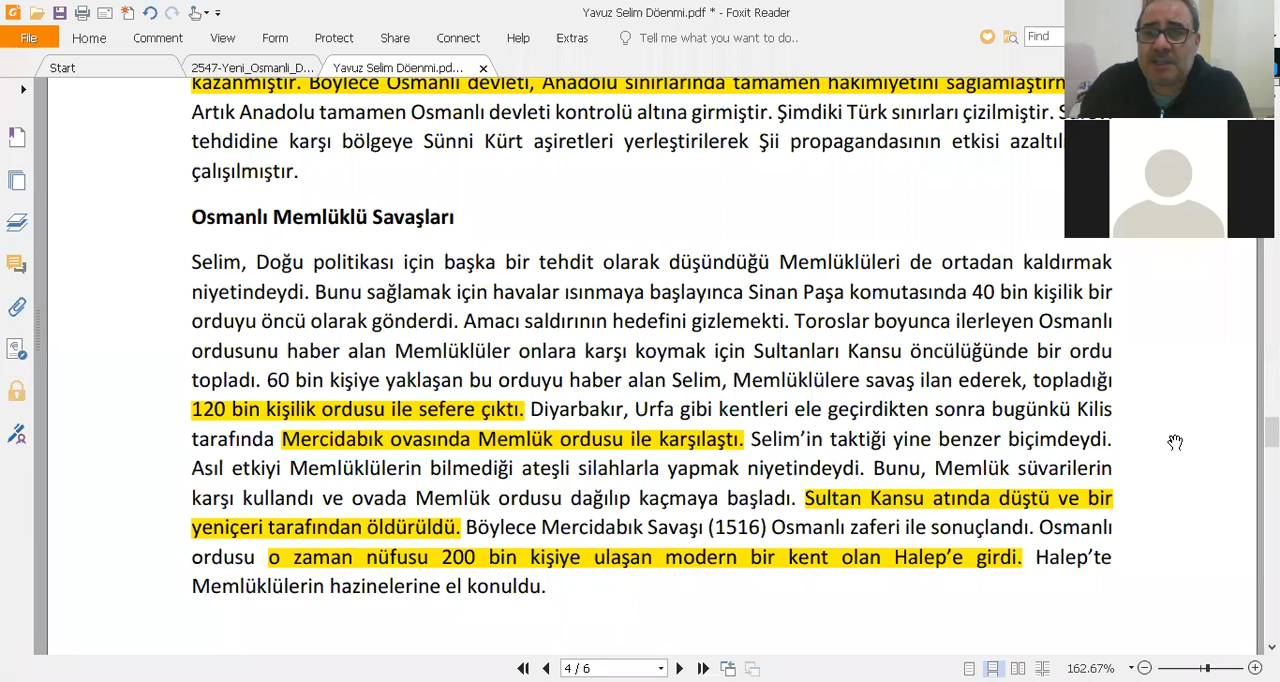 Yavuz Selim Döenmi.pdf * - Foxit Reader
File Home Comment View Form Protect Share Connect Help Extras Tell me what you want to do.. Find
Start 2547-Yeni_Osmanli_D... Yavuz Selim Döenmi.pd...
kazanmıştır. Böylece Osmanlı devleti, Anadolu sınırlarında tamamen hakimiyetini
Artık Anadolu tamamen Osmanlı devleti kontrolü altına girmiştir. Şimdiki Türk sınırları çizilmiştir.
tehdidine karşı bölgeye Sünni Kürt aşiretleri yerleştirilerek Şii propagandasının etkisi
çalışılmıştır.
Osmanlı Memlüklü Savaşları
Selim, Doğu politikası için başka bir tehdit olarak düşündüğü Memlüklüleri de ortadan kaldırmak
niyetindeydi. Bunu sağlamak için havalar ısınmaya başlayınca Sinan Paşa komutasında 40 bin kişilik bir
orduyu öncü olarak gönderdi. Amacı saldırının hedefini gizlemekti. Toroslar boyunca ilerleyen Osmanlı
ordusunu haber alan Memlüklüler onlara karşı koymak için Sultanları Kansu öncülüğünde bir ordu
topladı. 60 bin kişiye yaklaşan bu orduyu haber alan Selim, Memlüklülere savaş ilan ederek, topladığı
120 bin kişilik ordusu ile sefere çıktı. Diyarbakır, Urfa gibi kentleri ele geçirdikten sonra bugünkü Kilis
tarafında Mercidabık ovasında Memlük ordusu ile karşılaştı. Selim’in taktiği yine benzer biçimdeydi.
Asıl etkiyi Memlüklülerin bilmediği ateşli silahlarla yapmak niyetindeydi. Bunu, Memlük süvarilerin
karşı kullandı ve ovada Memlük ordusu dağılıp kaçmaya başladı. Sultan Kansu atında düştü ve bir
yeniçeri tarafından öldürüldü. Böylece Mercidabık Savaşı (1516) Osmanlı zaferi ile sonuçlandı. Osmanlı
ordusu o zaman nüfusu 200 bin kişiye ulaşan modern bir kent olan Halep’e girdi. Halep’te
Memlüklülerin hazinelerine el konuldu.
4 / 6 162.67%